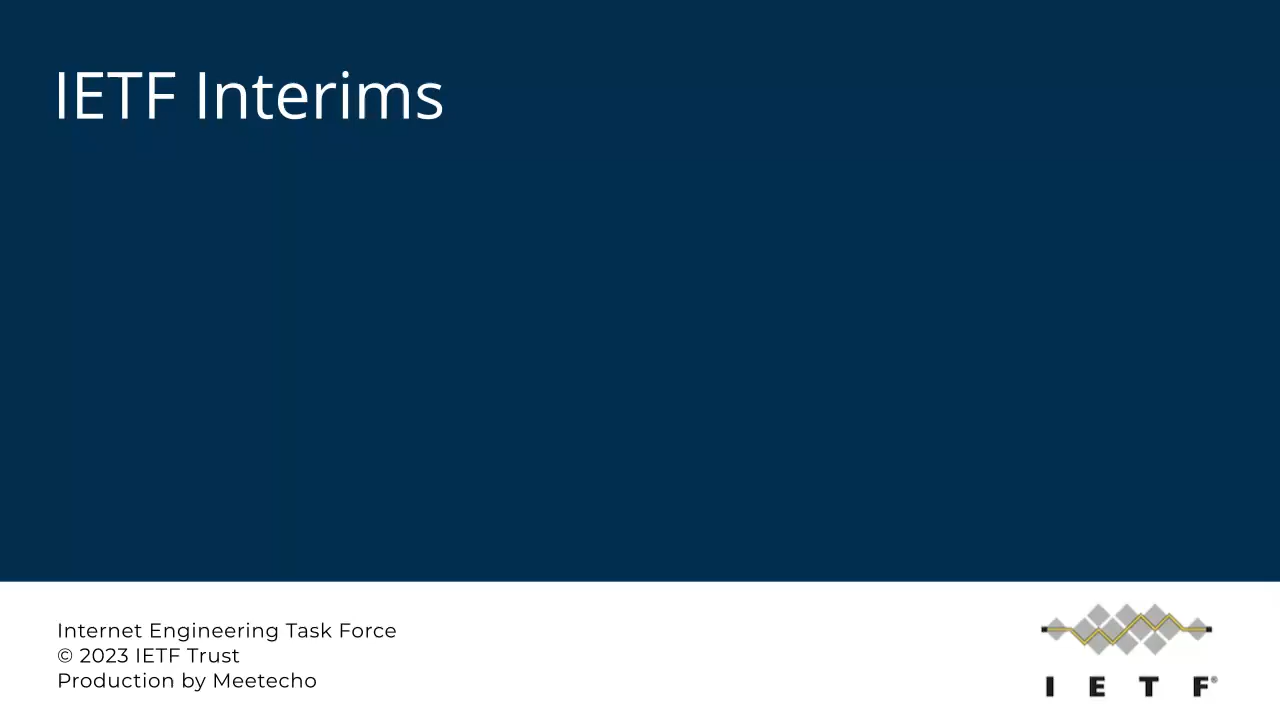 IETF Interims
Internet Engineering Task Force
© 2023 IETF Trust
Production by Meetecho
I E T F®